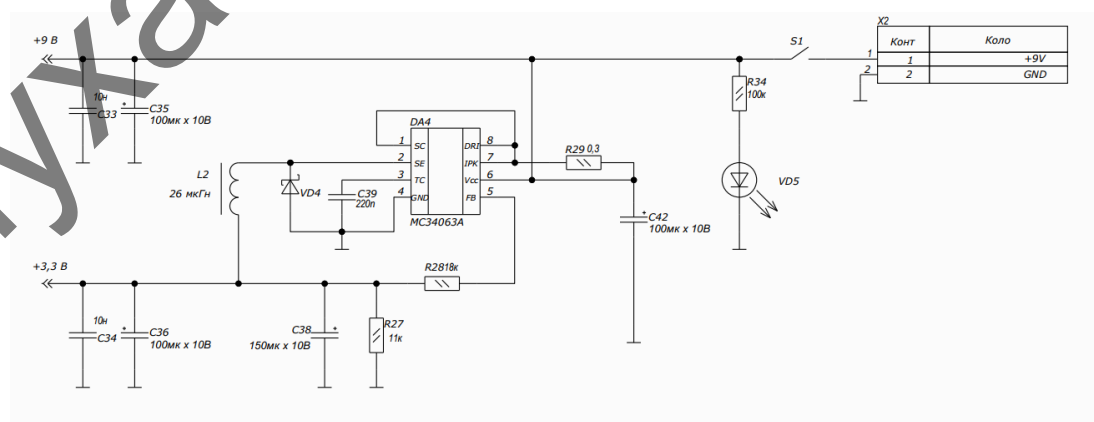 уха
X2
Конт
Коло
1
1
+9V
2
2
GND
+9 В
S1
10н
C33
C35
100мк x 10В
R34
100к
DA4
1
SC
DRI
8
2
SE
IPK
7
3
TC
Vcc
6
4
GND
FB
5
MC34063A
R29 0,3
L2
26 мкГн
VD4
C39
220п
VD5
C42
100мк x 10В
+3,3 В
R28 18к
10н
C34
C36
100мк x 10В
C38
150мк x 10В
R27
11к